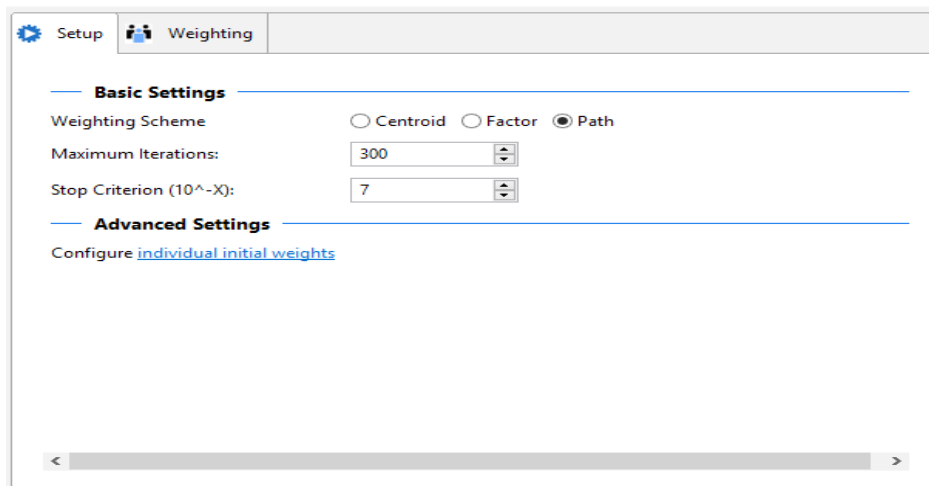 Setup Weighting
Basic Settings
Weighting Scheme Centroid Factor Path
Maximum Iterations: 300
Stop Criterion (10^-X): 7
Advanced Settings
Configure individual initial weights